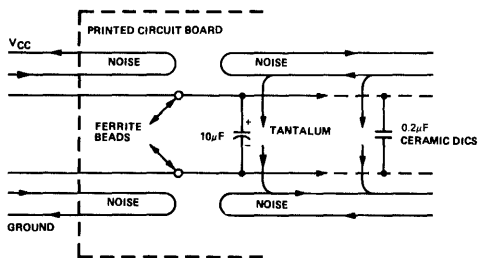 PRINTED CIRCUIT BOARD
VCC
NOISE
NOISE
FERRITE
BEADS
10μF
+
−
TANTALUM
0.2μF
CERAMIC DICS
NOISE
NOISE
GROUND